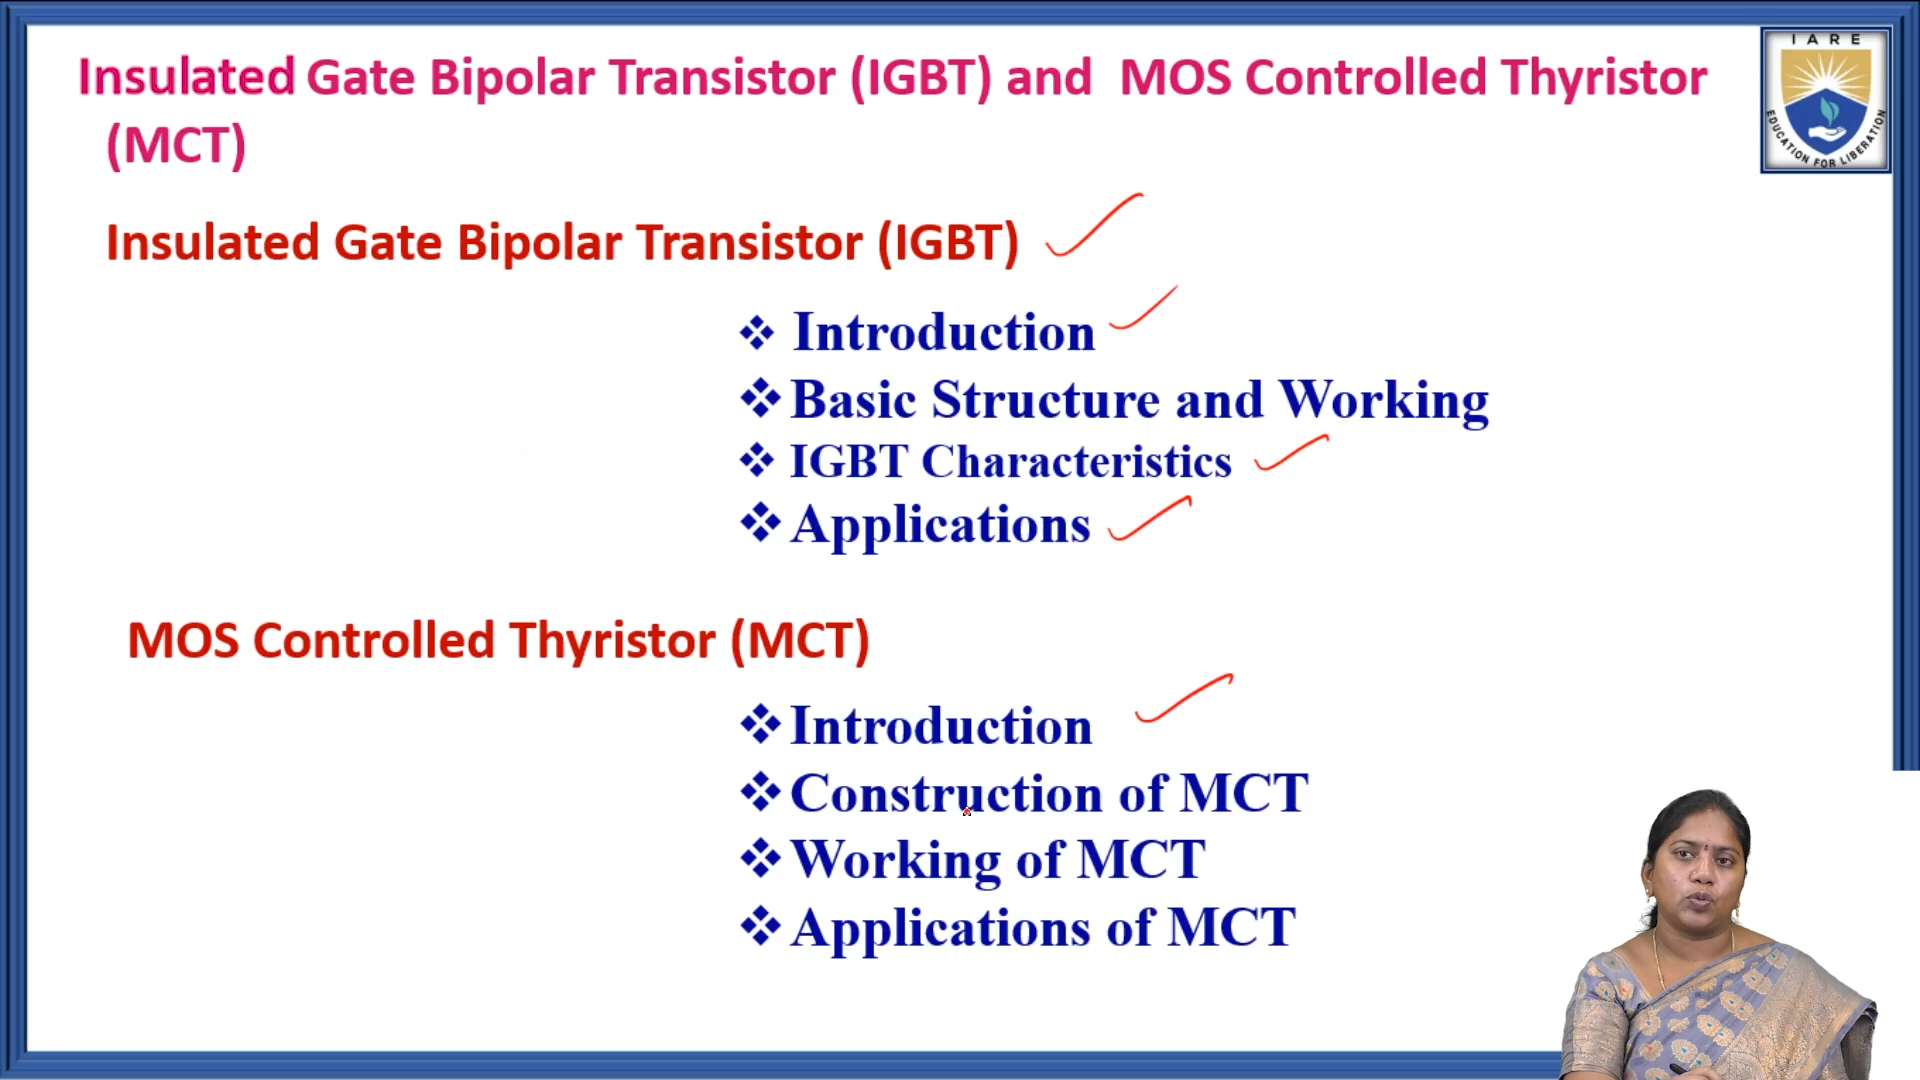 Insulated Gate Bipolar Transistor (IGBT) and MOS Controlled Thyristor
(MCT)
IARE
EDUCATION FOR LIBERATION
Insulated Gate Bipolar Transistor (IGBT)
Introduction
Basic Structure and Working
IGBT Characteristics
Applications
MOS Controlled Thyristor (MCT)
Introduction
Construction of MCT
Working of MCT
Applications of MCT